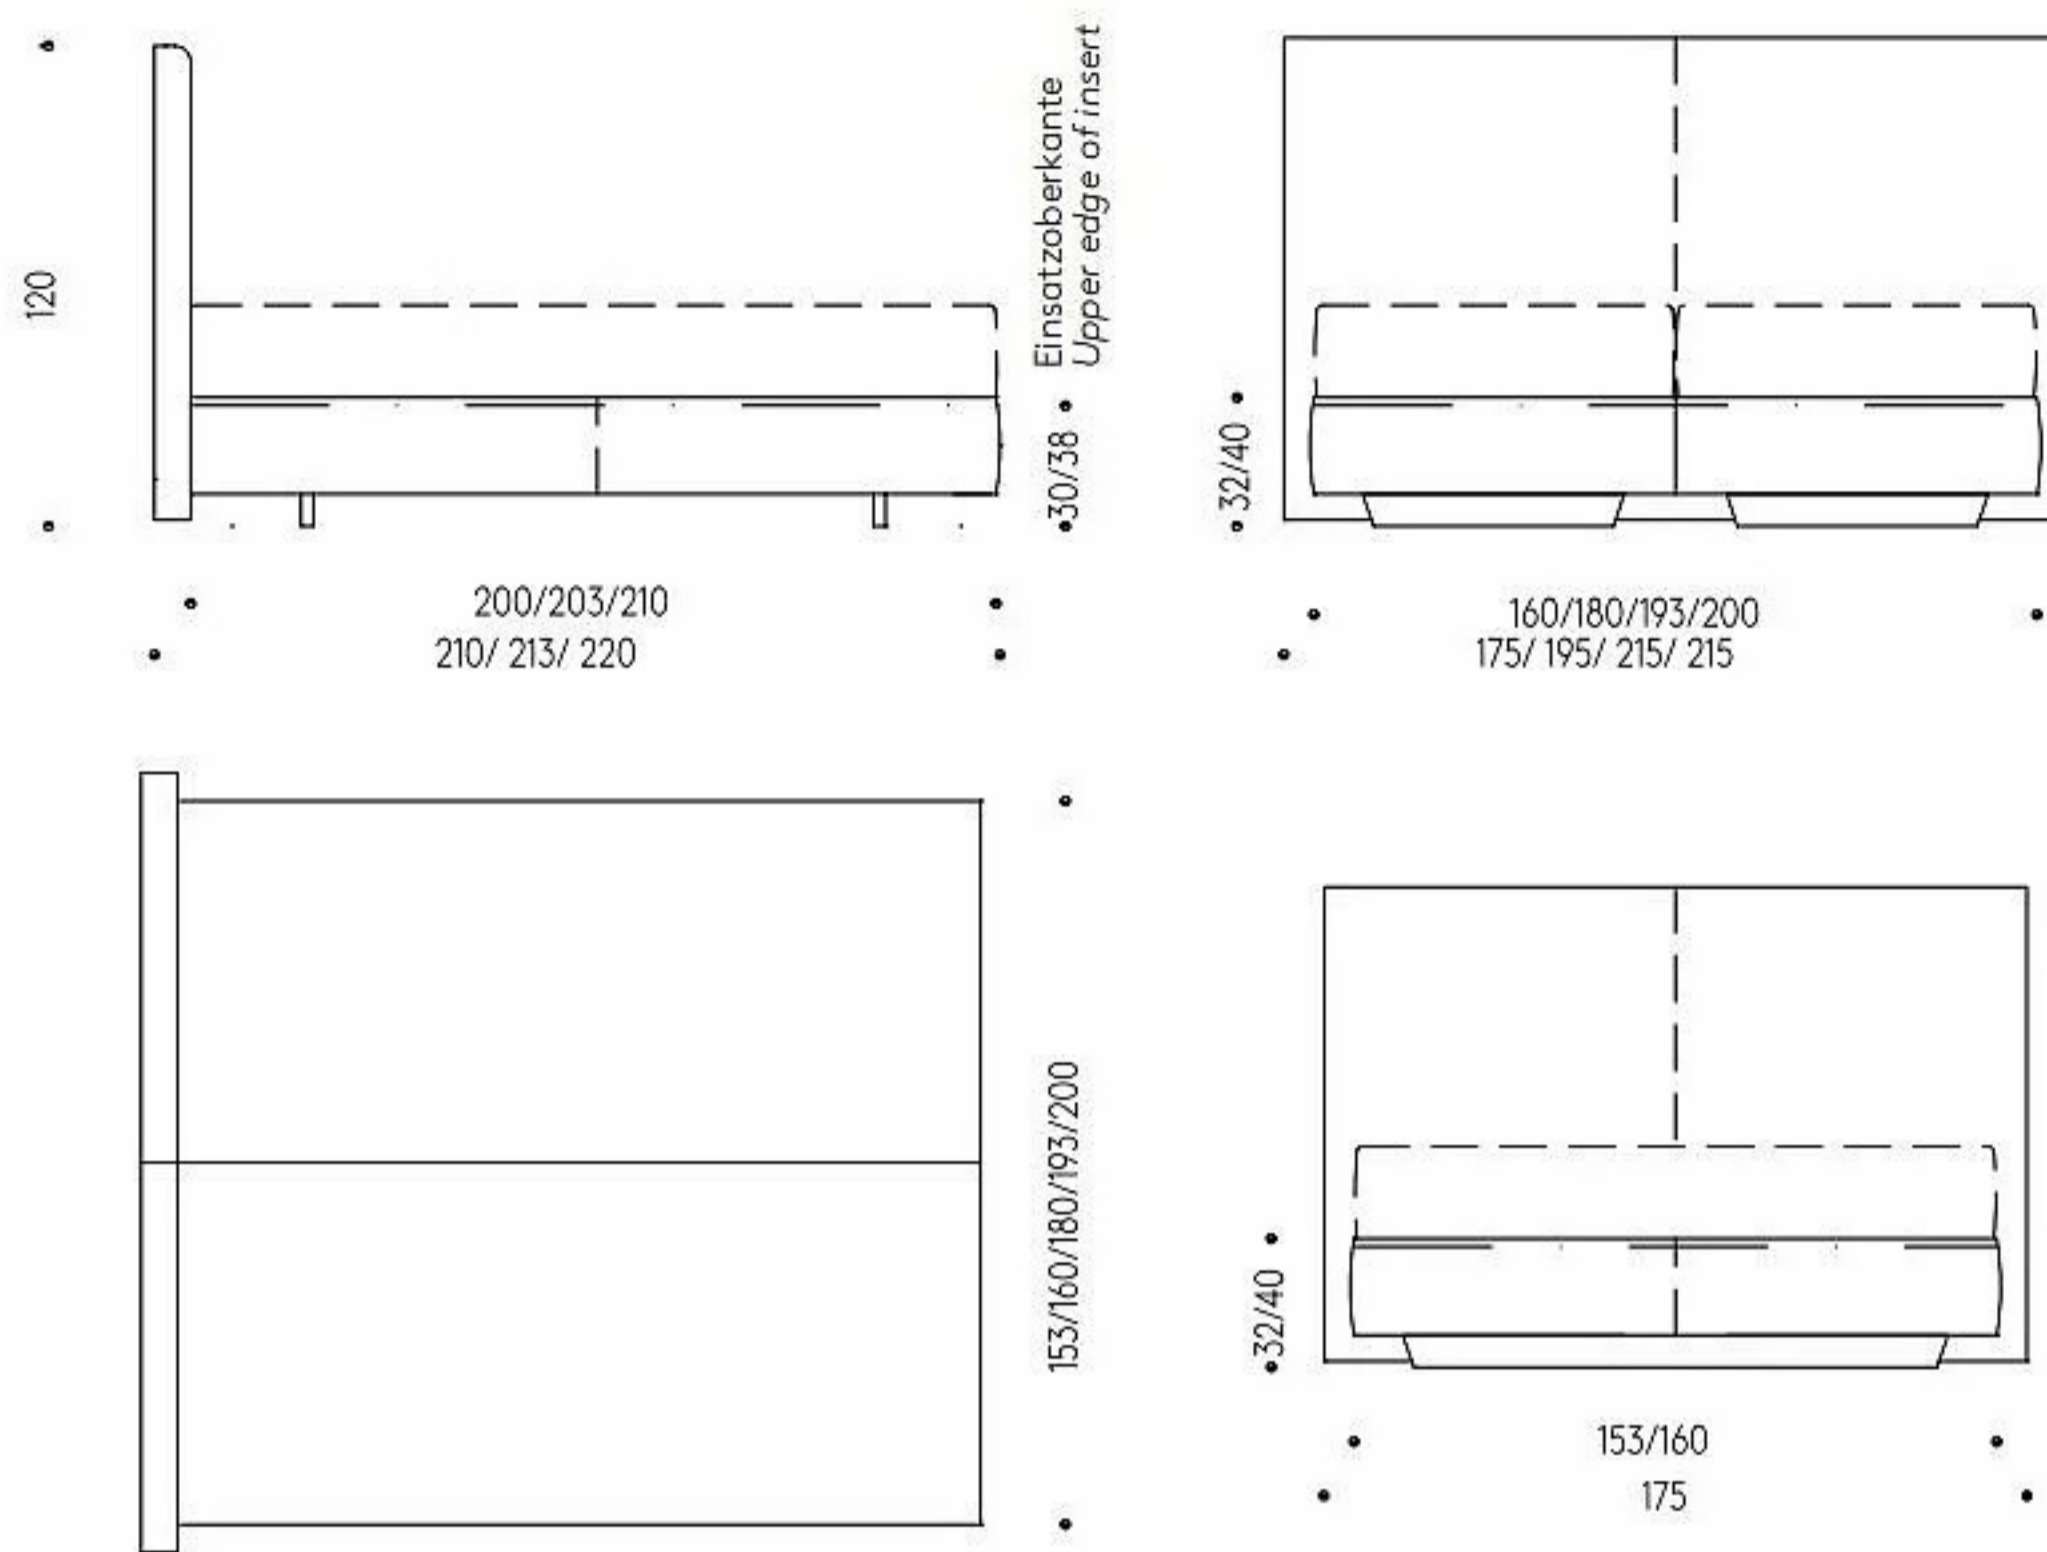 120
Einsatzoberkante
Upper edge of insert
30/38
200/203/210
210/ 213/ 220
32/40
160/180/193/200
175/ 195/ 215/ 215
153/160/180/193/200
32/40
153/160
175